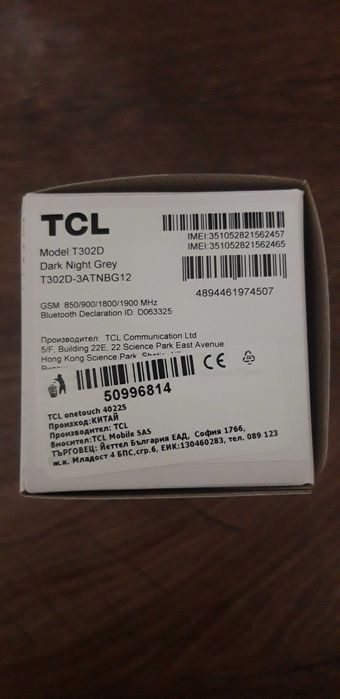 TCL
IMEI:351052821562457
IMEI:351052821562465
Model:T302D
Dark Night Grey
T302D-3ATNBG12
4894461974507
GSM: 850/900/1800/1900 MHz
Bluetooth Declaration ID: D063325
Производител: TCL Communication Ltd
5/F, Building 22E, 22 Science Park East Avenue
Hong Kong Science Park,
CE
50996814
TCL onetouch 4022S
Произход:КИТАЙ
Производител: TCL
Вносител:TCL Mobile SAS
ТЪРГОВЕЦ: Йеттел България ЕАД, София 1766,
ж.к. Младост 4 БПС,сгр.6, ЕИК:130460283, тел. 089 123